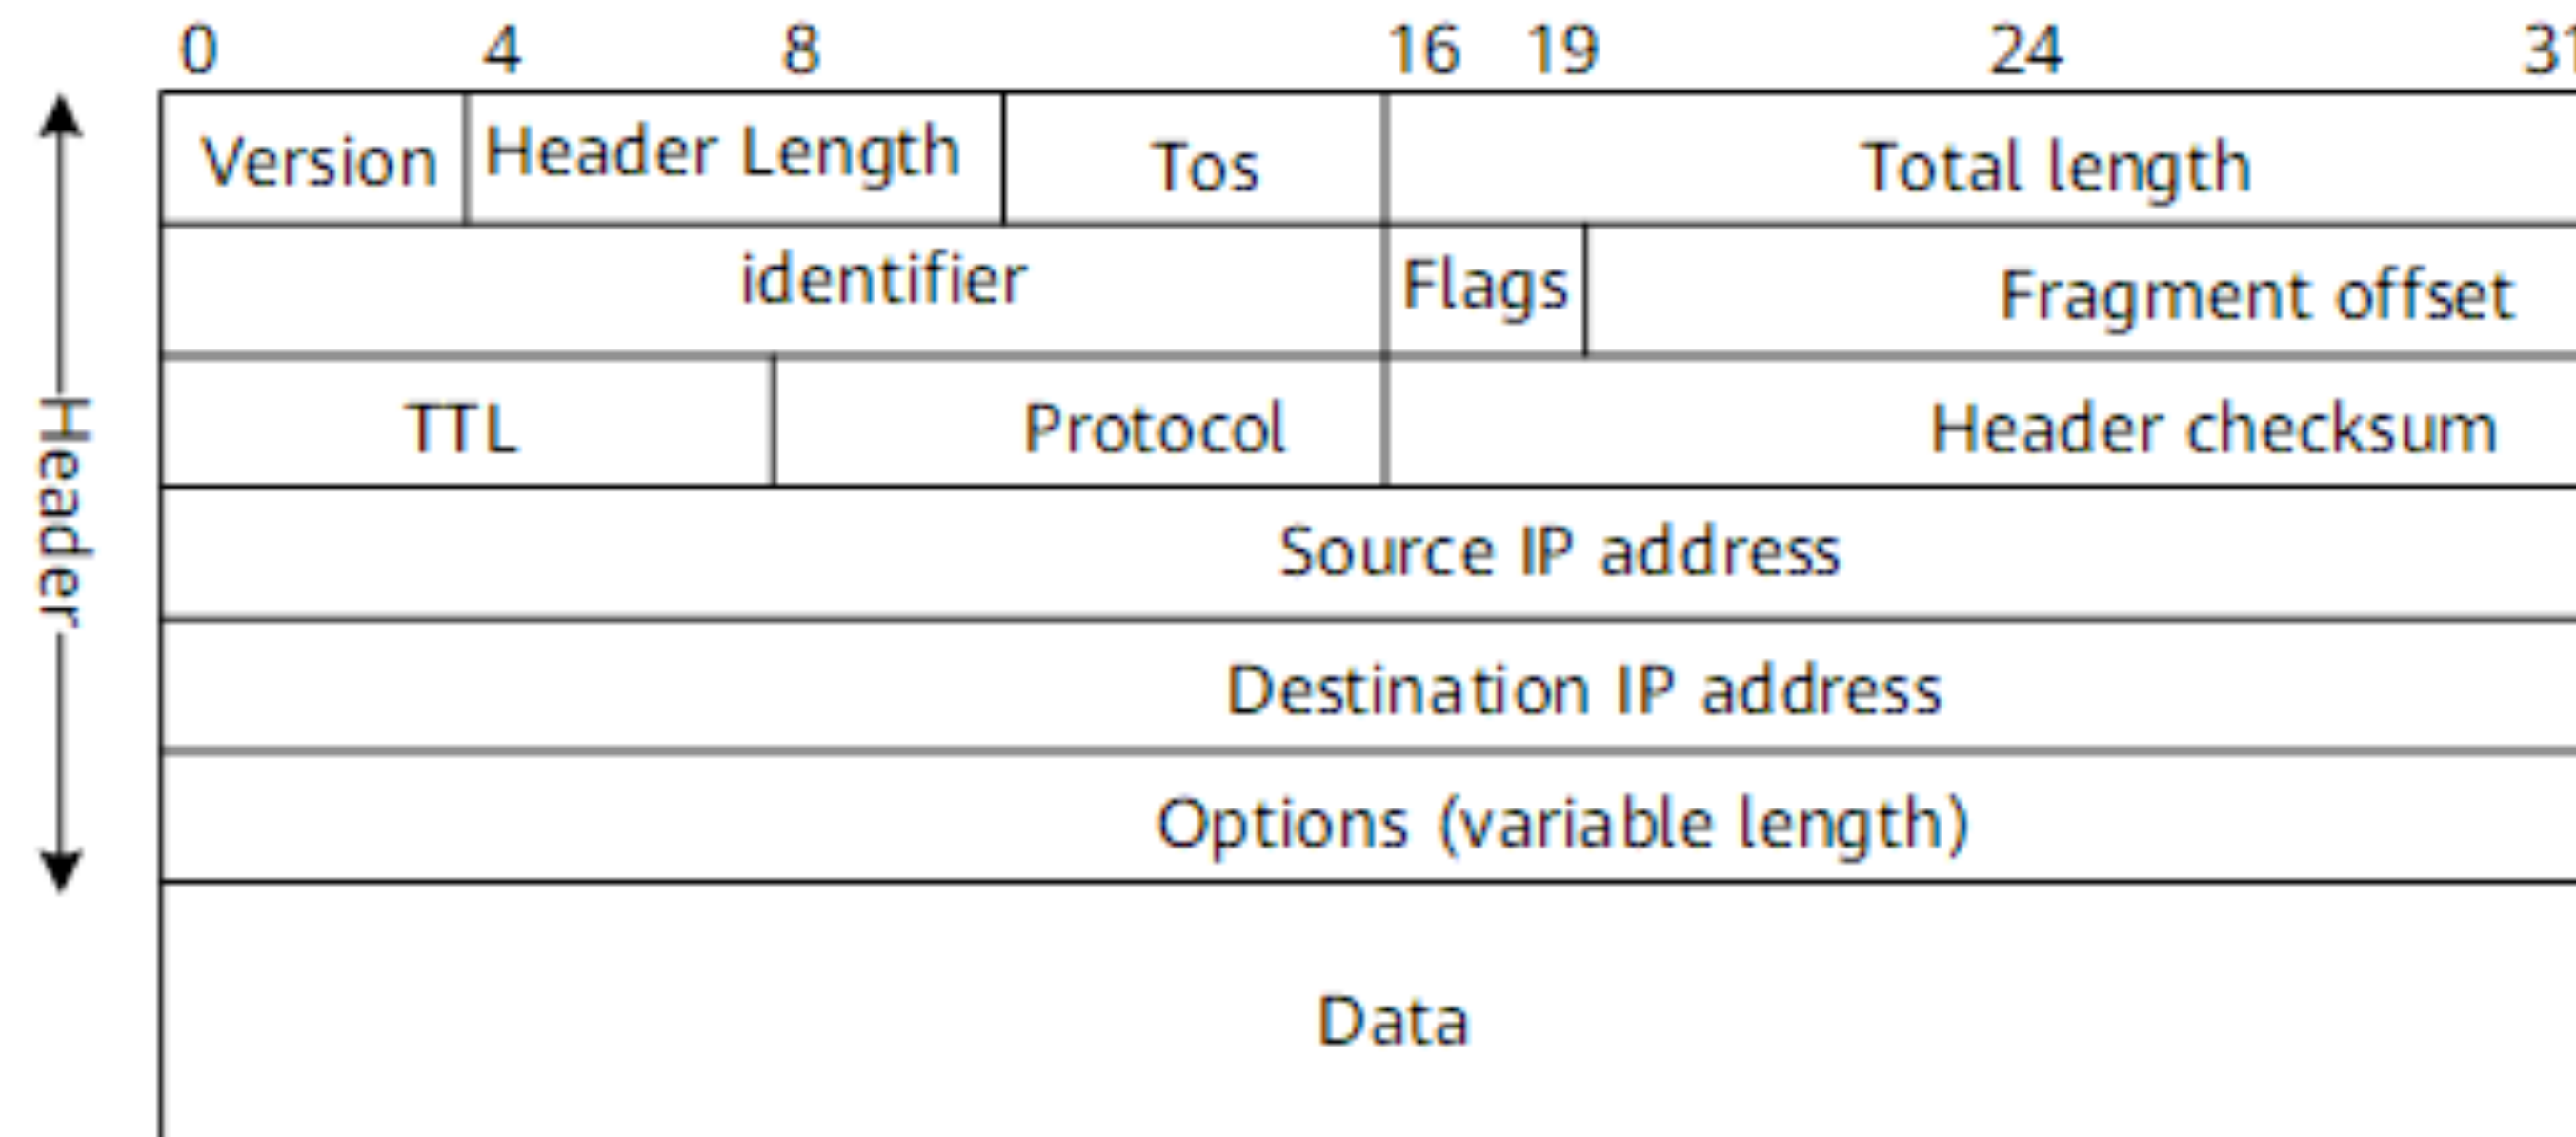 0 4 8 16 19 24 31
Version Header Length Tos Total length
identifier Flags Fragment offset
TTL Protocol Header checksum
Header
Source IP address
Destination IP address
Options (variable length)
Data